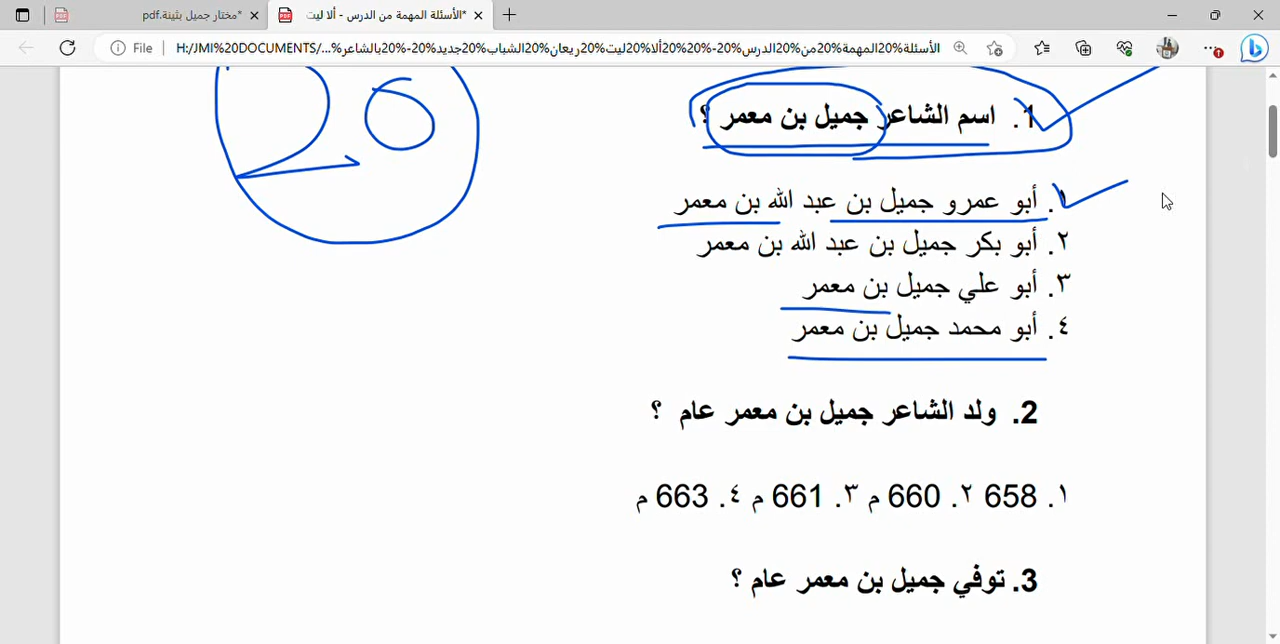 *مختار جميل بثينة.pdf
*الأسئلة المهمة من الدرس - ألا ليت
File H:/JMI%20DOCUMENTS/...%الأسئلة%20المهمة%20من%20الدرس%20-%20%20ألا%20ليت%20ريعان%20الشباب%20جديد%20-%20بالشاعر
20
1. اسم الشاعر جميل بن معمر ؟
١. أبو عمرو جميل بن عبد الله بن معمر
٢. أبو بكر جميل بن عبد الله بن معمر
٣. أبو علي جميل بن معمر
٤. أبو محمد جميل بن معمر
2. ولد الشاعر جميل بن معمر عام ؟
١. 658 ٢. 660 م ٣. 661 م ٤. 663 م
3. توفي جميل بن معمر عام ؟